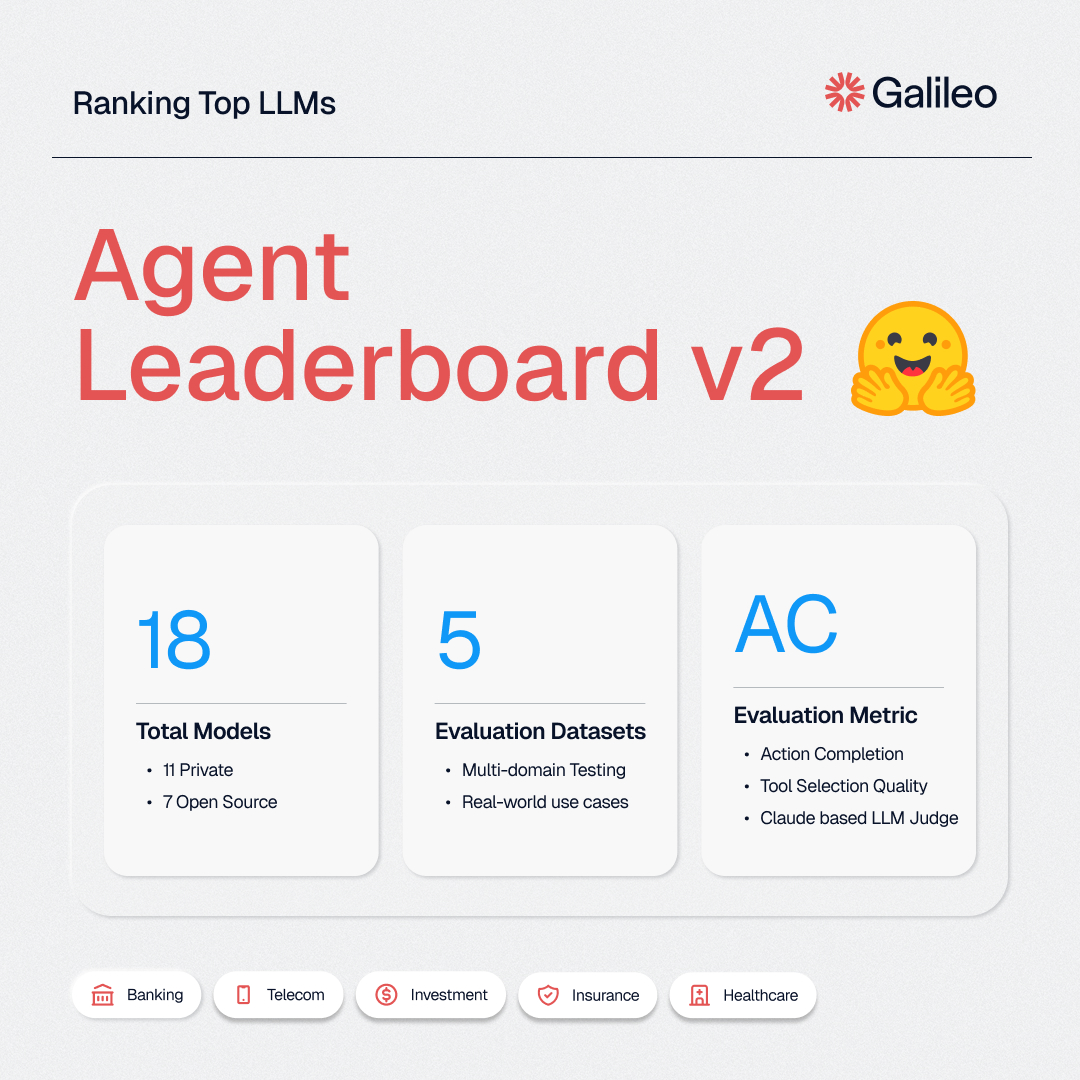 Ranking Top LLMs
Galileo
Agent
Leaderboard v2
18
Total Models
• 11 Private
• 7 Open Source
5
Evaluation Datasets
• Multi-domain Testing
• Real-world use cases
AC
Evaluation Metric
• Action Completion
• Tool Selection Quality
• Claude based LLM Judge
Banking
Telecom
Investment
Insurance
Healthcare